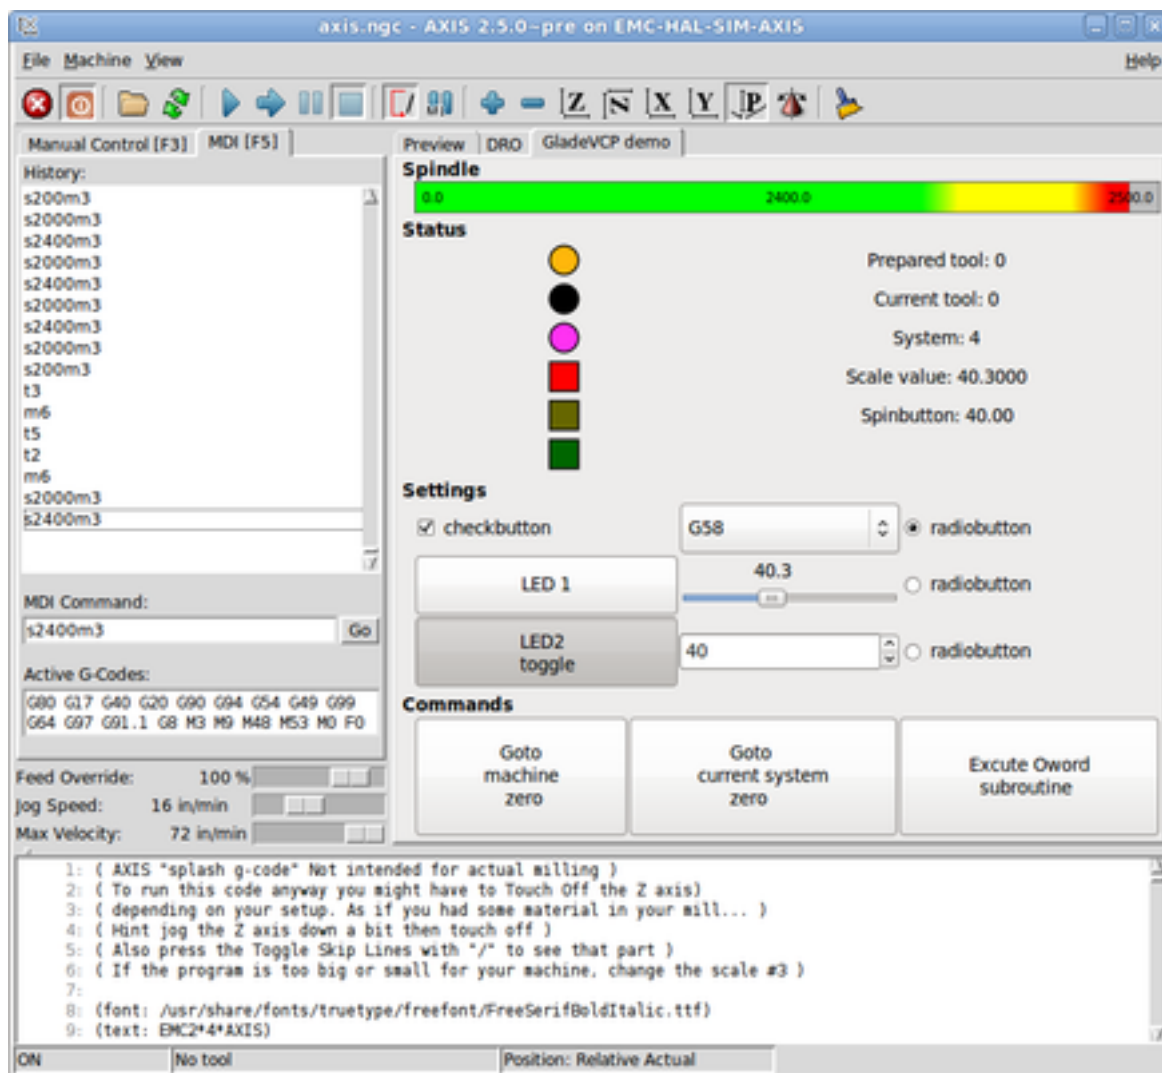 axis.ngc - AXIS 2.5.0~pre on EMC-HAL-SIM-AXIS
File Machine View Help
Z N X Y P
Manual Control [F3] MDI [F5]
History:
s200m3
s2000m3
s2400m3
s2000m3
s2400m3
s2000m3
s2400m3
s2000m3
s200m3
t3
m6
t5
t2
m6
s2000m3
s2400m3
MDI Command:
s2400m3 Go
Active G-Codes:
G80 G17 G40 G20 G90 G94 G54 G49 G99
G64 G97 G91.1 G8 M3 M9 M48 M53 M0 F0
Feed Override: 100 %
Jog Speed: 16 in/min
Max Velocity: 72 in/min
Preview DRO GladeVCP demo
Spindle
0.0 2400.0 2500.0
Status
Prepared tool: 0
Current tool: 0
System: 4
Scale value: 40.3000
Spinbutton: 40.00
Settings
checkbutton G58 radiobutton
LED 1 40.3 radiobutton
LED2
toggle
40 radiobutton
Commands
Goto
machine
zero
Goto
current system
zero
Excute Oword
subroutine
1: ( AXIS "splash g-code" Not intended for actual milling )
2: ( To run this code anyway you might have to Touch Off the Z axis)
3: ( depending on your setup. As if you had some material in your mill... )
4: ( Hint jog the Z axis down a bit then touch off )
5: ( Also press the Toggle Skip Lines with "/" to see that part )
6: ( If the program is too big or small for your machine, change the scale #3 )
7:
8: (font: /usr/share/fonts/truetype/freefont/FreeSerifBoldItalic.ttf)
9: (text: EMC2*4*AXIS)
ON No tool Position: Relative Actual